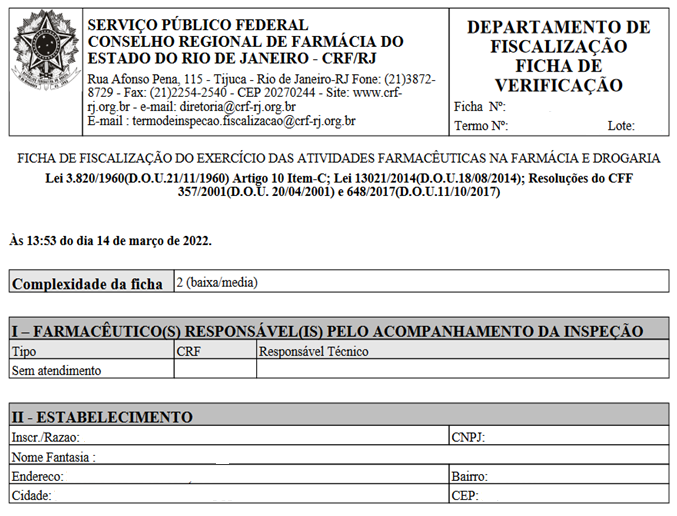 SERVIÇO PÚBLICO FEDERAL
CONSELHO REGIONAL DE FARMÁCIA DO
ESTADO DO RIO DE JANEIRO - CRF/RJ
Rua Afonso Pena, 115 - Tijuca - Rio de Janeiro-RJ Fone: (21)3872-
8729 - Fax: (21)2254-2540 - CEP 20270244 - Site: www.crf-
rj.org.br - e-mail: diretoria@crf-rj.org.br
E-mail : termodeinspecao.fiscalizacao@crf-rj.org.br
DEPARTAMENTO DE
FISCALIZAÇÃO
FICHA DE
VERIFICAÇÃO
Ficha Nº:
Termo Nº: Lote:
FICHA DE FISCALIZAÇÃO DO EXERCÍCIO DAS ATIVIDADES FARMACÊUTICAS NA FARMÁCIA E DROGARIA
Lei 3.820/1960(D.O.U.21/11/1960) Artigo 10 Item-C; Lei 13021/2014(D.O.U.18/08/2014); Resoluções do CFF
357/2001(D.O.U. 20/04/2001) e 648/2017(D.O.U.11/10/2017)
Às 13:53 do dia 14 de março de 2022.
Complexidade da ficha 2 (baixa/media)
I – FARMACÊUTICO(S) RESPONSÁVEL(IS) PELO ACOMPANHAMENTO DA INSPEÇÃO
Tipo CRF Responsável Técnico
Sem atendimento
II - ESTABELECIMENTO
Inscr./Razao: CNPJ:
Nome Fantasia :
Endereco: Bairro:
Cidade: CEP: